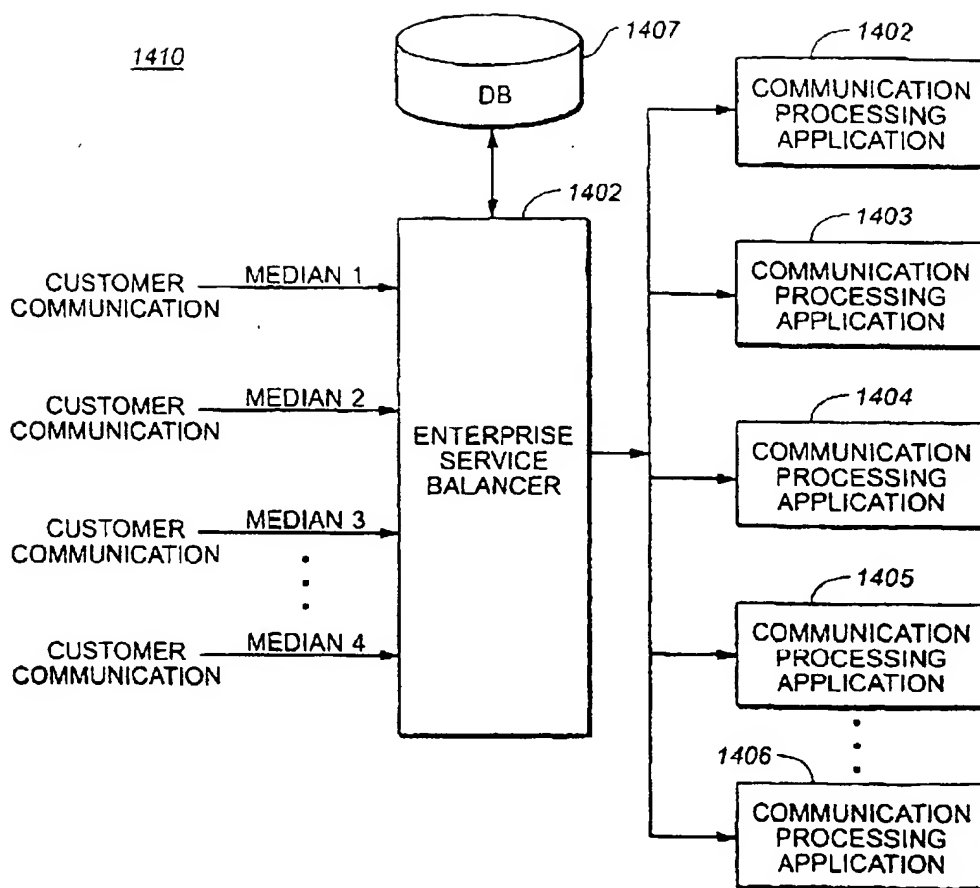 1410
1407
DB
1402
CUSTOMER
COMMUNICATION
MEDIAN 1
CUSTOMER
COMMUNICATION
MEDIAN 2
CUSTOMER
COMMUNICATION
MEDIAN 3
CUSTOMER
COMMUNICATION
MEDIAN 4
ENTERPRISE
SERVICE
BALANCER
1402
COMMUNICATION
PROCESSING
APPLICATION
1403
COMMUNICATION
PROCESSING
APPLICATION
1404
COMMUNICATION
PROCESSING
APPLICATION
1405
COMMUNICATION
PROCESSING
APPLICATION
1406
COMMUNICATION
PROCESSING
APPLICATION